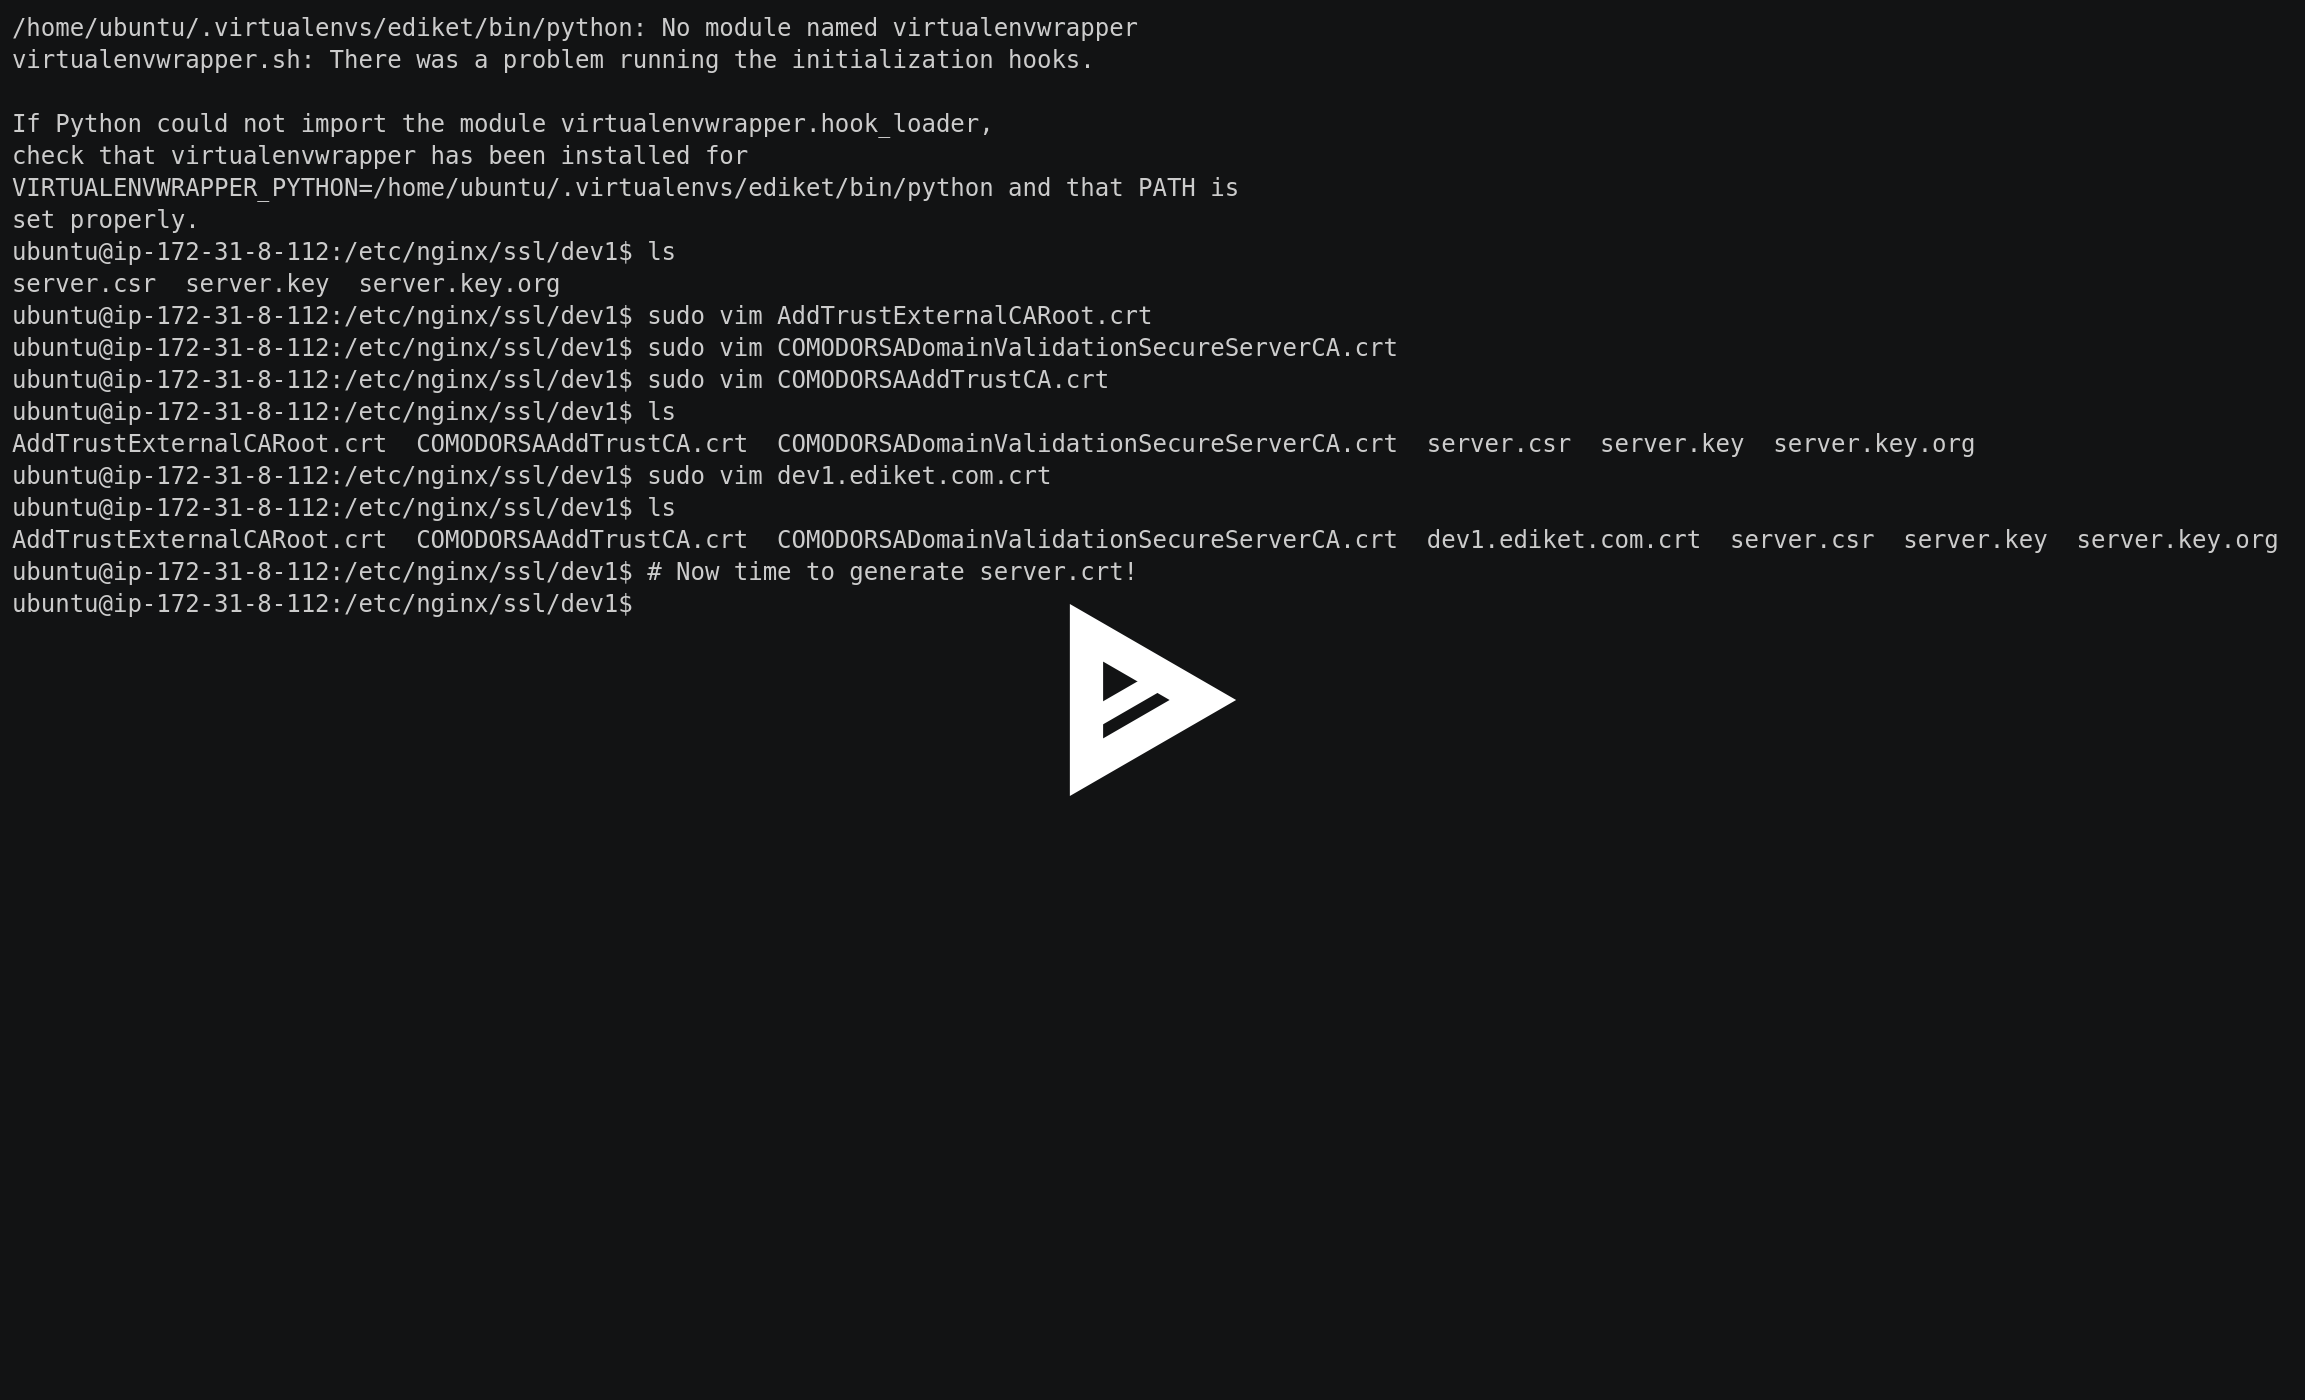 /home/ubuntu/.virtualenvs/ediket/bin/python: No module named virtualenvwrapper
virtualenvwrapper.sh: There was a problem running the initialization hooks.

If Python could not import the module virtualenvwrapper.hook_loader,
check that virtualenvwrapper has been installed for
VIRTUALENVWRAPPER_PYTHON=/home/ubuntu/.virtualenvs/ediket/bin/python and that PATH is
set properly.
ubuntu@ip-172-31-8-112:/etc/nginx/ssl/dev1$ ls
server.csr  server.key  server.key.org
ubuntu@ip-172-31-8-112:/etc/nginx/ssl/dev1$ sudo vim AddTrustExternalCARoot.crt
ubuntu@ip-172-31-8-112:/etc/nginx/ssl/dev1$ sudo vim COMODORSADomainValidationSecureServerCA.crt
ubuntu@ip-172-31-8-112:/etc/nginx/ssl/dev1$ sudo vim COMODORSAAddTrustCA.crt
ubuntu@ip-172-31-8-112:/etc/nginx/ssl/dev1$ ls
AddTrustExternalCARoot.crt  COMODORSAAddTrustCA.crt  COMODORSADomainValidationSecureServerCA.crt  server.csr  server.key  server.key.org
ubuntu@ip-172-31-8-112:/etc/nginx/ssl/dev1$ sudo vim dev1.ediket.com.crt
ubuntu@ip-172-31-8-112:/etc/nginx/ssl/dev1$ ls
AddTrustExternalCARoot.crt  COMODORSAAddTrustCA.crt  COMODORSADomainValidationSecureServerCA.crt  dev1.ediket.com.crt  server.csr  server.key  server.key.org
ubuntu@ip-172-31-8-112:/etc/nginx/ssl/dev1$ # Now time to generate server.crt!
ubuntu@ip-172-31-8-112:/etc/nginx/ssl/dev1$